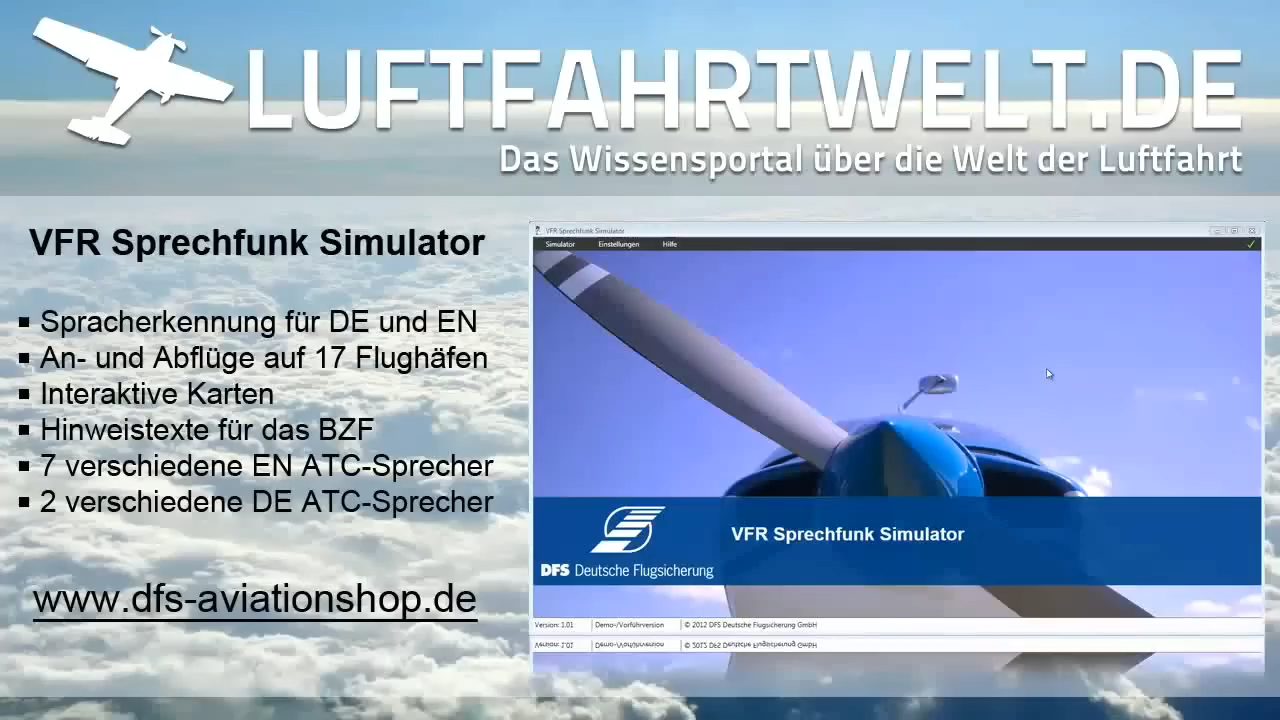 LUFTFAHRTWELT.DE
Das Wissensportal über die Welt der Luftfahrt
VFR Sprechfunk Simulator
▪ Spracherkennung für DE und EN
▪ An- und Abflüge auf 17 Flughäfen
▪ Interaktive Karten
▪ Hinweistexte für das BZF
▪ 7 verschiedene EN ATC-Sprecher
▪ 2 verschiedene DE ATC-Sprecher
www.dfs-aviationshop.de
VFR Sprechfunk Simulator
Simulator Einstellungen Hilfe
VFR Sprechfunk Simulator
DFS Deutsche Flugsicherung
Version: 1.01 Demo-/Vorführversion © 2012 DFS Deutsche Flugsicherung GmbH